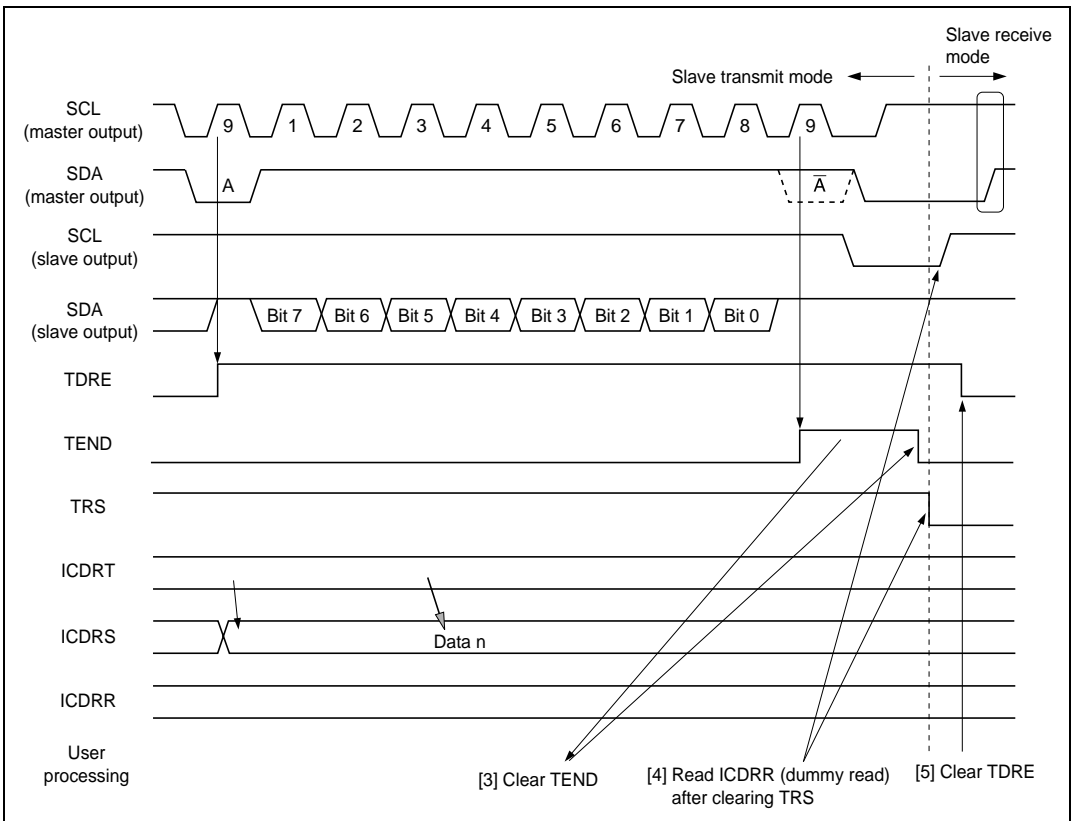 Slave receive
mode
Slave transmit mode
SCL
(master output)
9 1 2 3 4 5 6 7 8 9
SDA
(master output)
A A̅
SCL
(slave output)
SDA
(slave output)
Bit 7 Bit 6 Bit 5 Bit 4 Bit 3 Bit 2 Bit 1 Bit 0
TDRE
TEND
TRS
ICDRT
ICDRS
Data n
ICDRR
User
processing
[3] Clear TEND
[4] Read ICDRR (dummy read)
after clearing TRS
[5] Clear TDRE